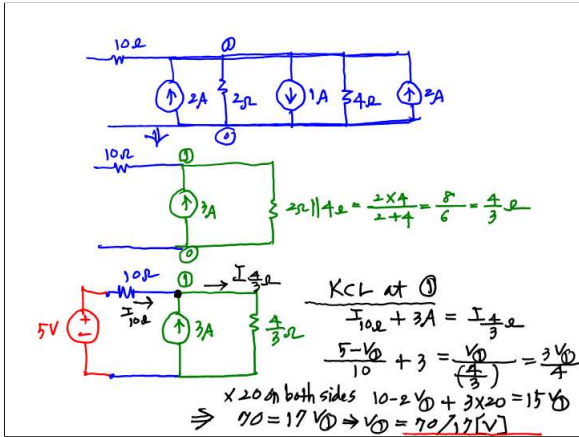 10Ω ①
2A 2Ω 1A 4Ω 2A
⓪
10Ω ①
3A 2Ω||4Ω = 2×4/2+4 = 8/6 = 4/3 Ω
⓪
10Ω ① → I4/3Ω
I10Ω
5V + - 3A 4/3Ω
KCL at ①
I10Ω + 3A = I4/3Ω
5-V①/10 + 3 = V①/(4/3) = 3V①/4
×20 on both sides 10-2V① + 3×20 = 15V①
⇒ 70 = 17V① → V① = 70/17[V]